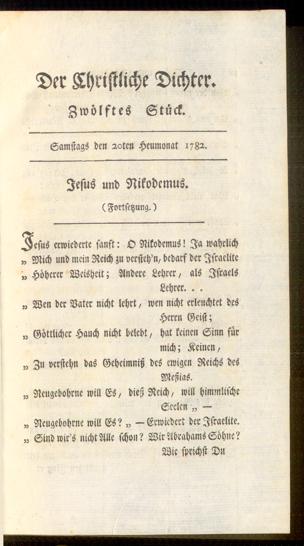 Der Christliche Dichter.
Zwölftes Stück.
Samstags den 20ten Heumonat 1782.
Jesus und Nikodemus.
(Fortsetzung.)
Jesus erwiederte sanft: O Nikodemus! Ja wahrlich
„ Mich und mein Reich zu versteh'n, bedarf der Israelite
„ Höherer Weisheit; Andere Lehrer, als Israels
Lehrer. . .
„ Wen der Vater nicht lehrt, wen nicht erleuchtet des
Herren Geist;
„ Göttlicher Hauch nicht belebt, hat keinen Sinn für
mich; Keinen,
„ Zu verstehn das Geheimniß des ewigen Reichs des
Meßias.
„ Neugebohrne will Es, dieß Reich, will himmlische
Seelen „ —
„ Neugebohrne will Es? „ — Erwiedert der Israelite.
„ Sind wir's nicht Alle schon? Wir Abrahams Söhne?
Wie sprichst Du